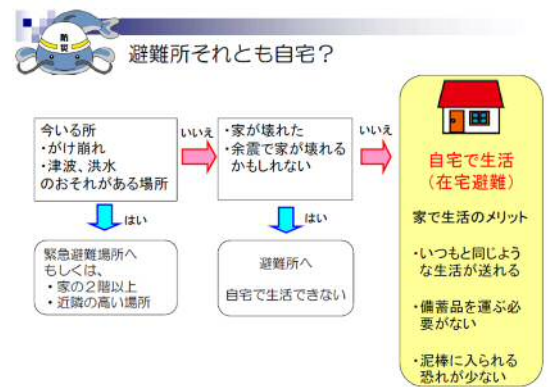 防災
避難所それとも自宅？
今いる所
・がけ崩れ
・津波、洪水
のおそれがある場所
いいえ
・家が壊れた
・余震で家が壊れる
かもしれない
いいえ
はい
はい
緊急避難場所へ
もしくは、
・家の２階以上
・近隣の高い場所
避難所へ
自宅で生活できない
自宅で生活
（在宅避難）
家で生活のメリット
・いつもと同じよう
な生活が送れる
・備蓄品を運ぶ必
要がない
・泥棒に入られる
恐れが少ない